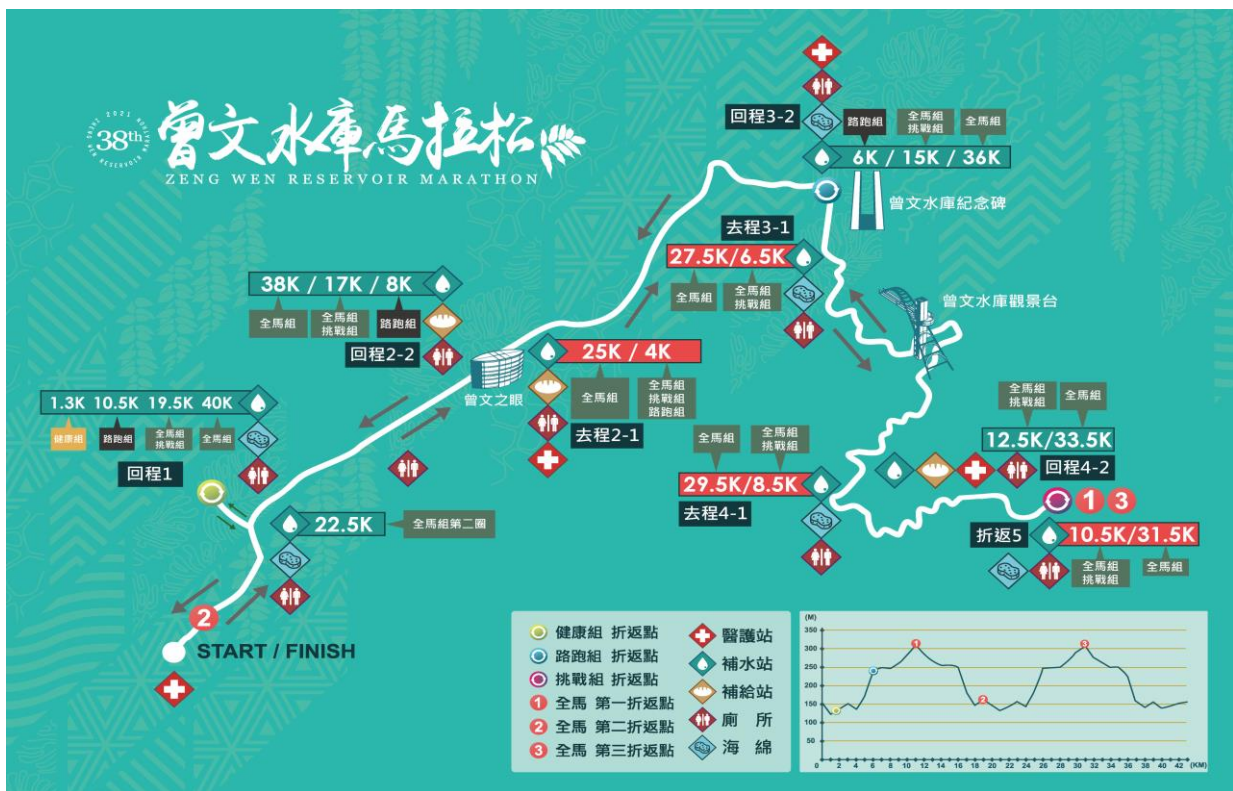 2021
38th
ZENG WEN RESERVOIR MARATHON
曾文水庫馬拉松
ZENG WEN RESERVOIR MARATHON
回程3-2
路跑組
全馬組
挑戰組
全馬組
6K / 15K / 36K
曾文水庫紀念碑
去程3-1
27.5K/6.5K
全馬組
全馬組
挑戰組
曾文水庫觀景台
38K / 17K / 8K
全馬組
全馬組
挑戰組
路跑組
回程2-2
曾文之眼
25K / 4K
全馬組
全馬組
挑戰組
路跑組
去程2-1
1.3K 10.5K 19.5K 40K
健康組
路跑組
全馬組
挑戰組
全馬組
回程1
22.5K
全馬組第二圈
全馬組
全馬組
挑戰組
29.5K/8.5K
去程4-1
全馬組
挑戰組
全馬組
12.5K/33.5K
回程4-2
1 3
折返5
10.5K/31.5K
全馬組
挑戰組
全馬組
2
START / FINISH
健康組 折返點
路跑組 折返點
挑戰組 折返點
1 全馬 第一折返點
2 全馬 第二折返點
3 全馬 第三折返點
醫護站
補水站
補給站
廁 所
海 綿
(M)
350
300
250
200
150
100
50
1
2
3
0 2 4 6 8 10 12 14 16 18 20 22 24 26 28 30 32 34 36 38 40 42 (KM)